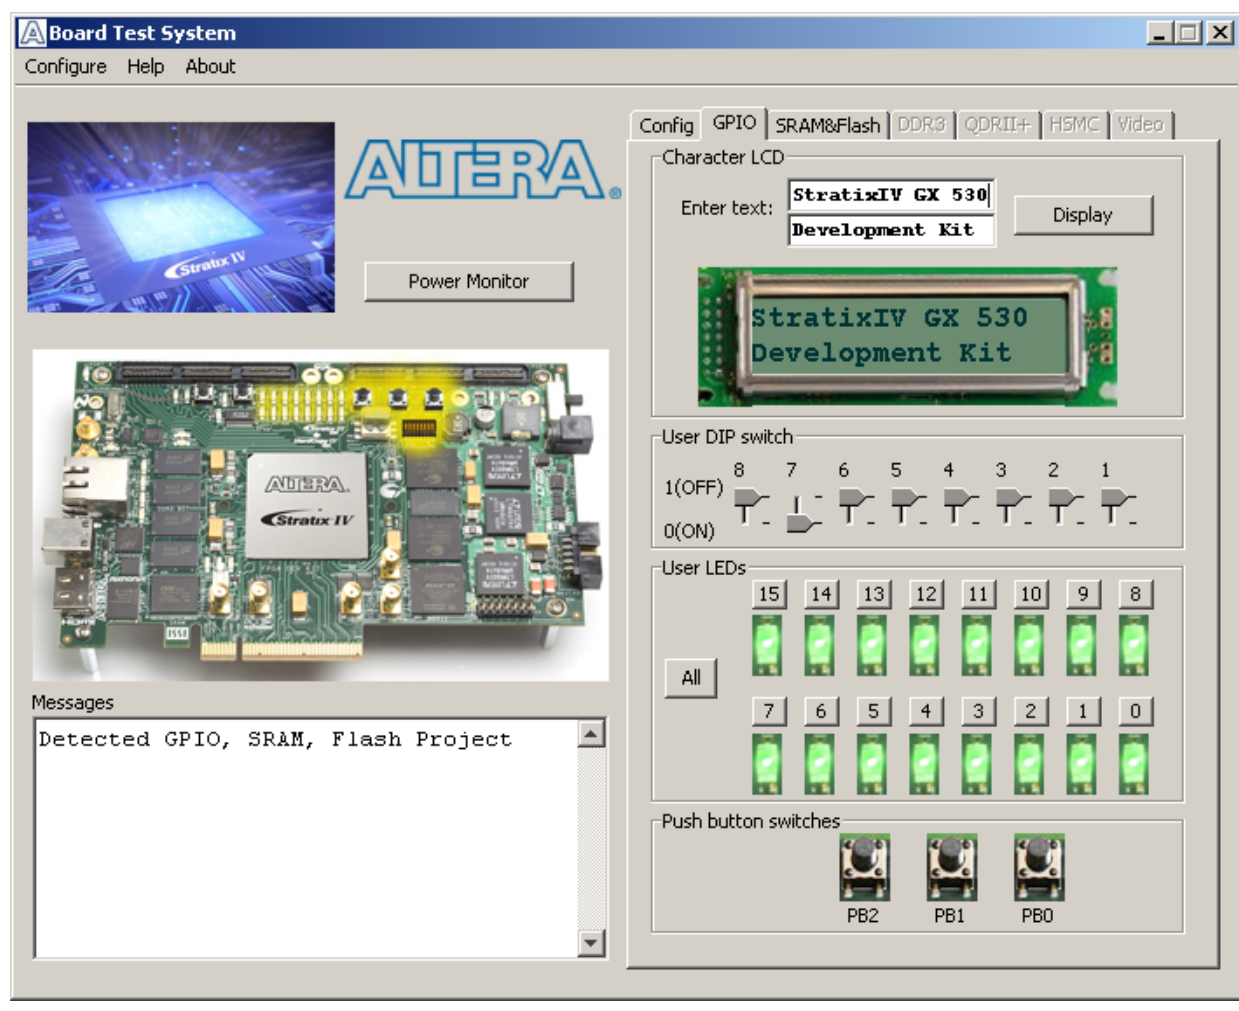 Board Test System
Configure Help About
ALTERA®
Stratix IV
Power Monitor
ALTERA
Stratix IV
Messages
Detected GPIO, SRAM, Flash Project
Config GPIO SRAM&Flash DDR3 QDRII+ HSMC Video
Character LCD
Enter text:
StratixIV GX 530
Development Kit
Display
StratixIV GX 530
Development Kit
User DIP switch
8 7 6 5 4 3 2 1
1(OFF)
0(ON)
User LEDs
15 14 13 12 11 10 9 8
All
7 6 5 4 3 2 1 0
Push button switches
PB2 PB1 PB0